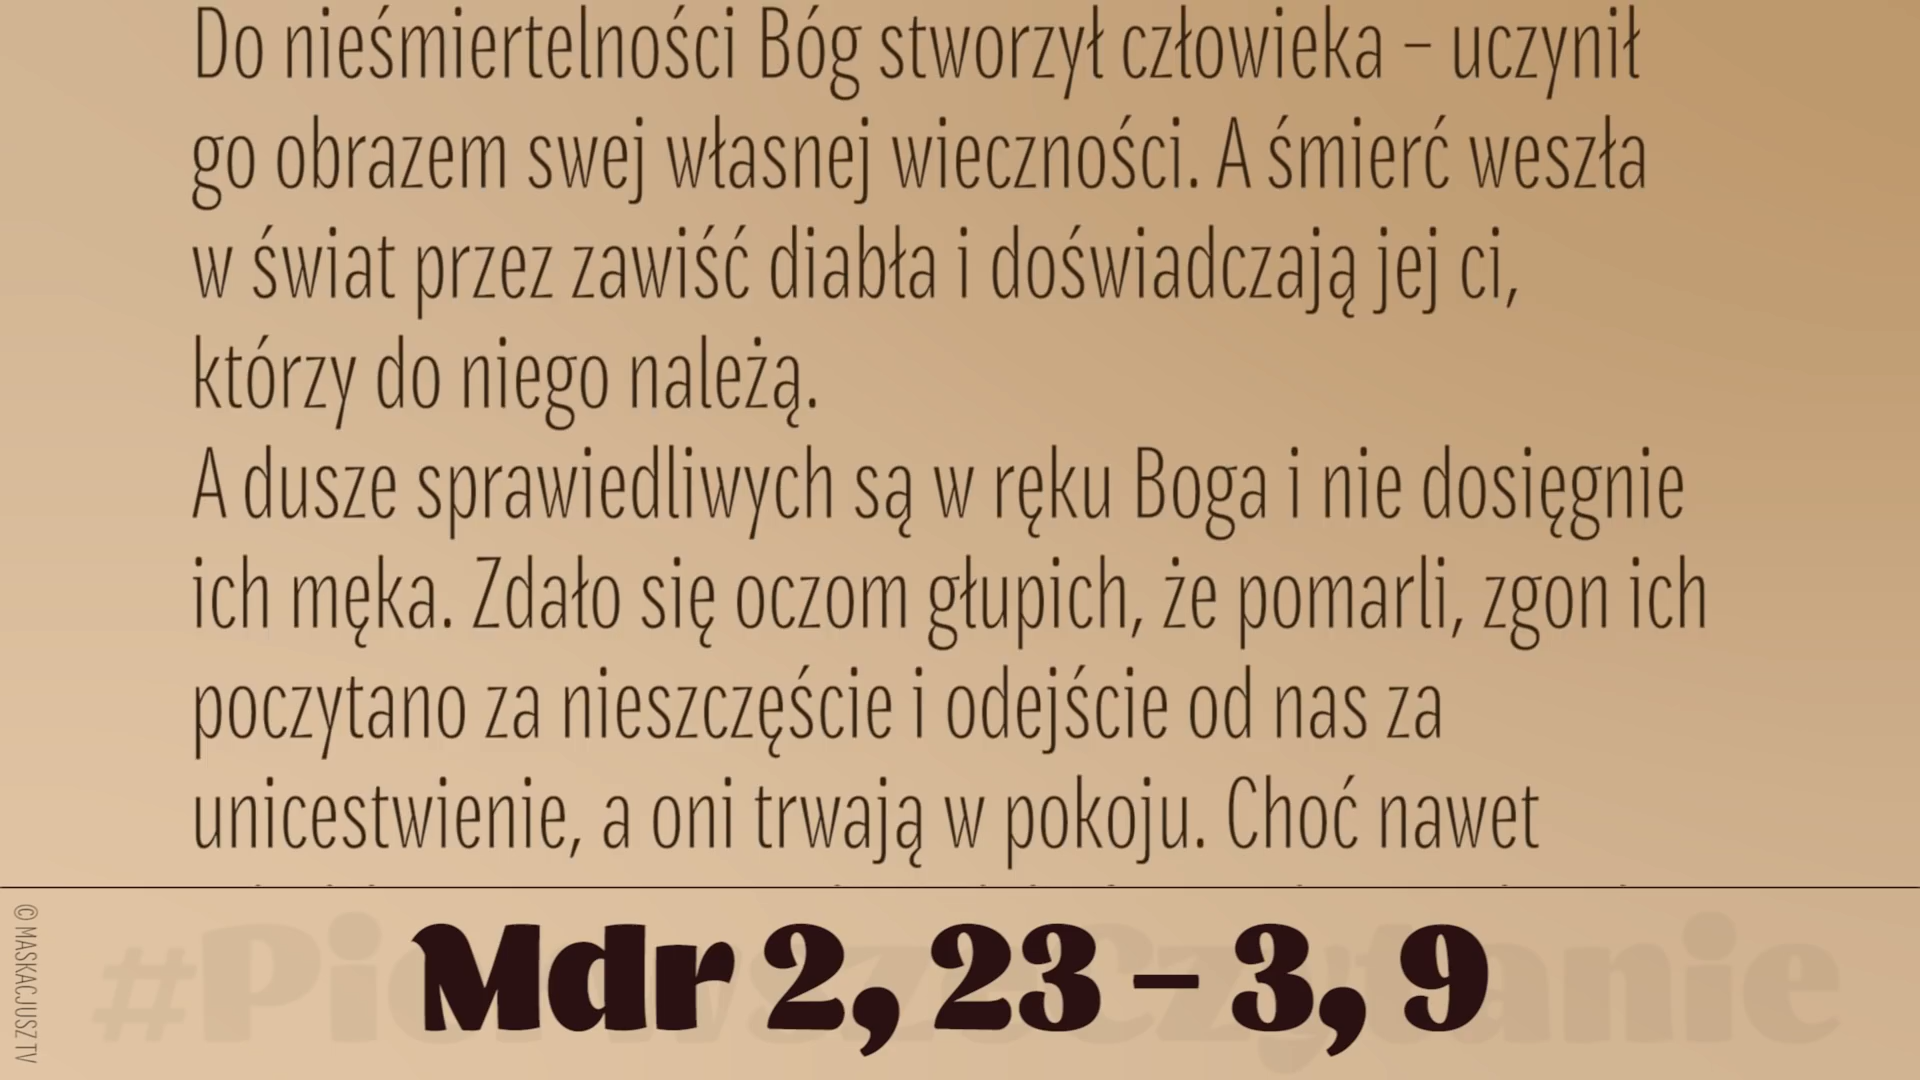 Do nieśmiertelności Bóg stworzył człowieka – uczynił
go obrazem swej własnej wieczności. A śmierć weszła
w świat przez zawiść diabła i doświadczają jej ci,
którzy do niego należą.
A dusze sprawiedliwych są w ręku Boga i nie dosięgnie
ich męka. Zdało się oczom głupich, że pomarli, zgon ich
poczytano za nieszczęście i odejście od nas za
unicestwienie, a oni trwają w pokoju. Choć nawet
#PierwszeCzytanie
Mdr 2, 23 – 3, 9
© MASKACJUSZ TV